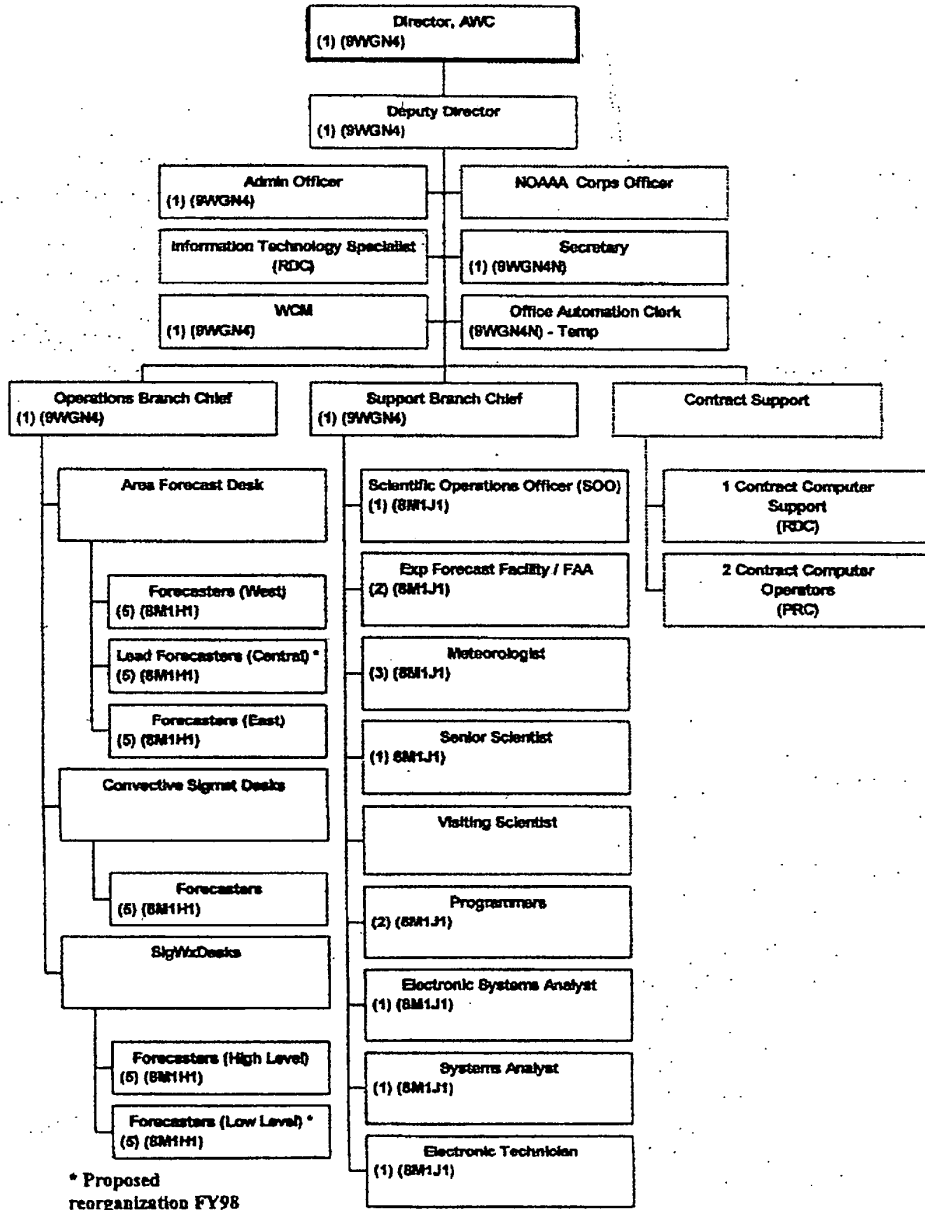 Director, AWC
(1) (9WGN4)
Deputy Director
(1) (9WGN4)
Admin Officer
(1) (9WGN4)
NOAAA Corps Officer
Information Technology Specialist
(RDC)
Secretary
(1) (9WGN4N)
WCM
(1) (9WGN4)
Office Automation Clerk
(9WGN4N) - Temp
Operations Branch Chief
(1) (9WGN4)
Support Branch Chief
(1) (9WGN4)
Contract Support
Area Forecast Desk
Forecasters (West)
(5) (8M1H1)
Lead Forecasters (Central) *
(5) (8M1H1)
Forecasters (East)
(5) (8M1H1)
Convective Sigmet Desks
Forecasters
(5) (8M1H1)
SigWxDesks
Forecasters (High Level)
(5) (8M1H1)
Forecasters (Low Level) *
(5) (8M1H1)
* Proposed
reorganization FY98
Scientific Operations Officer (SOO)
(1) (8M1J1)
Exp Forecast Facility / FAA
(2) (8M1J1)
Meteorologist
(3) (8M1J1)
Senior Scientist
(1) 8M1J1)
Visiting Scientist
Programmers
(2) (8M1J1)
Electronic Systems Analyst
(1) (8M1J1)
Systems Analyst
(1) (8M1J1)
Electronic Technician
(1) (8M1J1)
1 Contract Computer
Support
(RDC)
2 Contract Computer
Operators
(PRC)